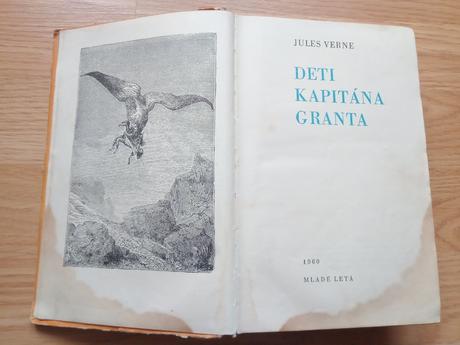 JULES VERNE
DETI
KAPITÁNA
GRANTA
1960
MLADÉ LETÁ